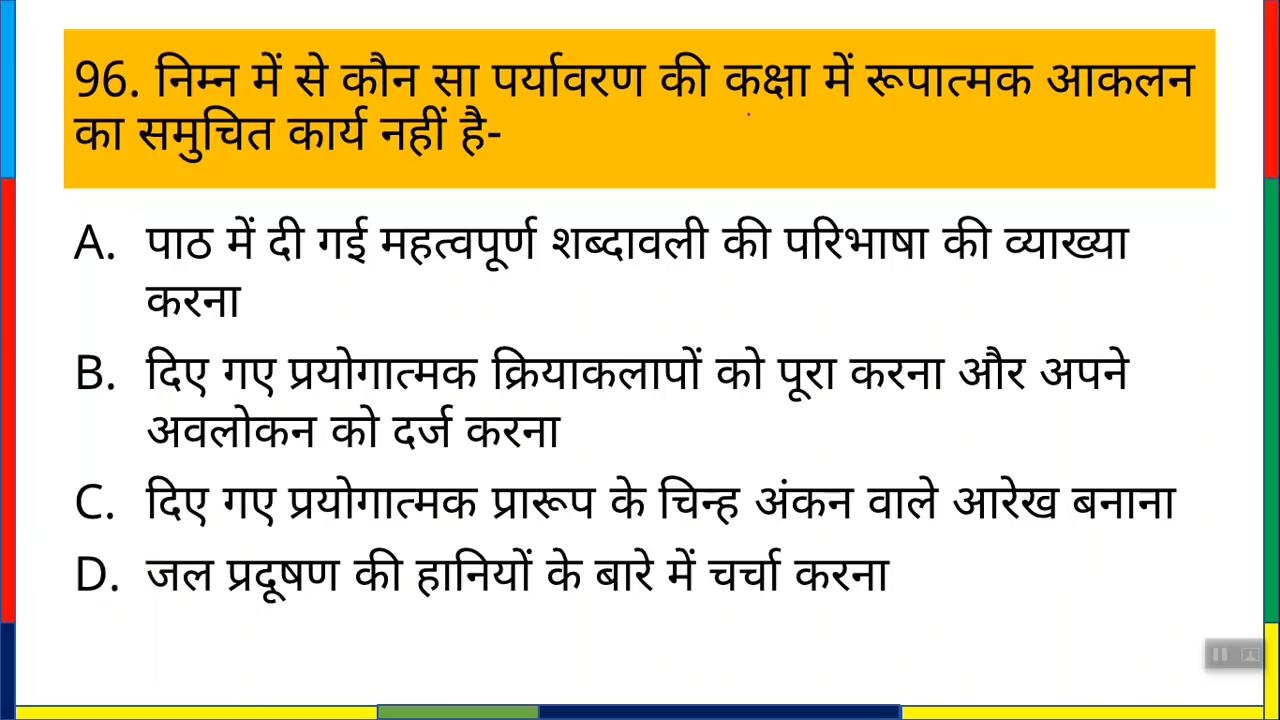 96. निम्न में से कौन सा पर्यावरण की कक्षा में रूपात्मक आकलन
का समुचित कार्य नहीं है-
A. पाठ में दी गई महत्वपूर्ण शब्दावली की परिभाषा की व्याख्या
करना
B. दिए गए प्रयोगात्मक क्रियाकलापों को पूरा करना और अपने
अवलोकन को दर्ज करना
C. दिए गए प्रयोगात्मक प्रारूप के चिन्ह अंकन वाले आरेख बनाना
D. जल प्रदूषण की हानियों के बारे में चर्चा करना